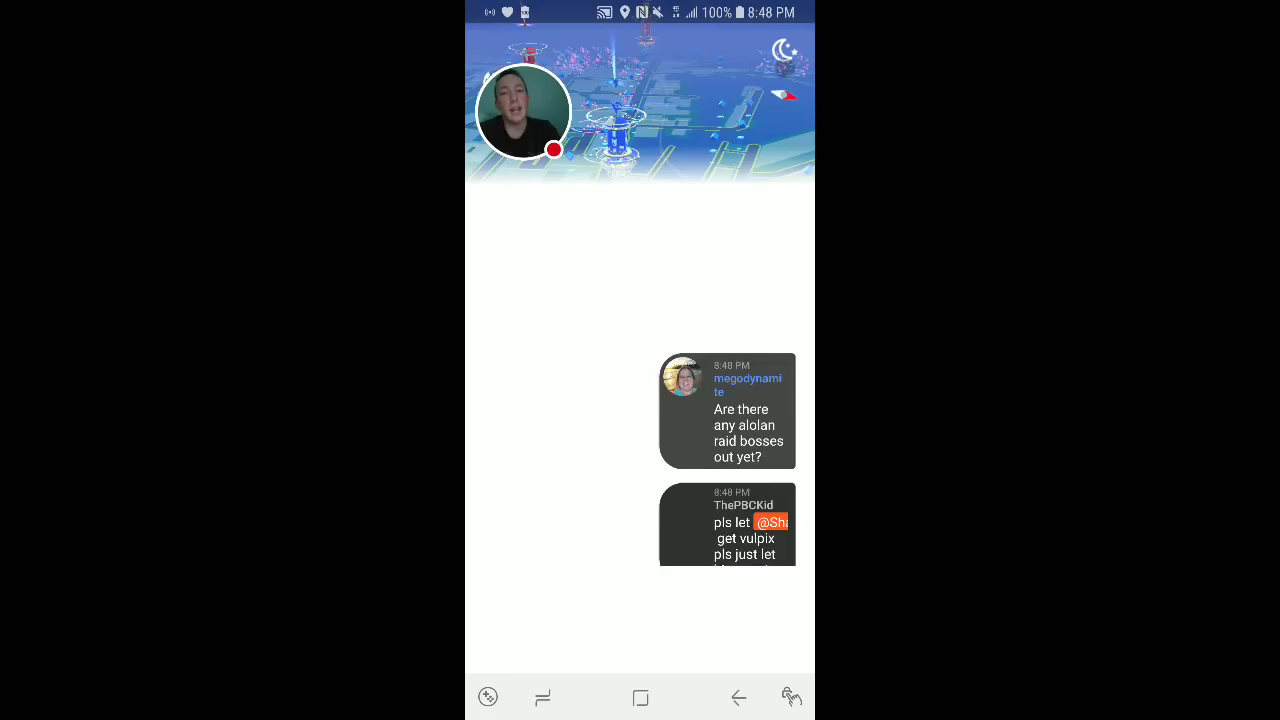 100% 8:48 PM
8:48 PM
megodynami
te
Are there
any alolan
raid bosses
out yet?
8:48 PM
ThePBCKid
pls let @Sha
get vulpix
pls just let